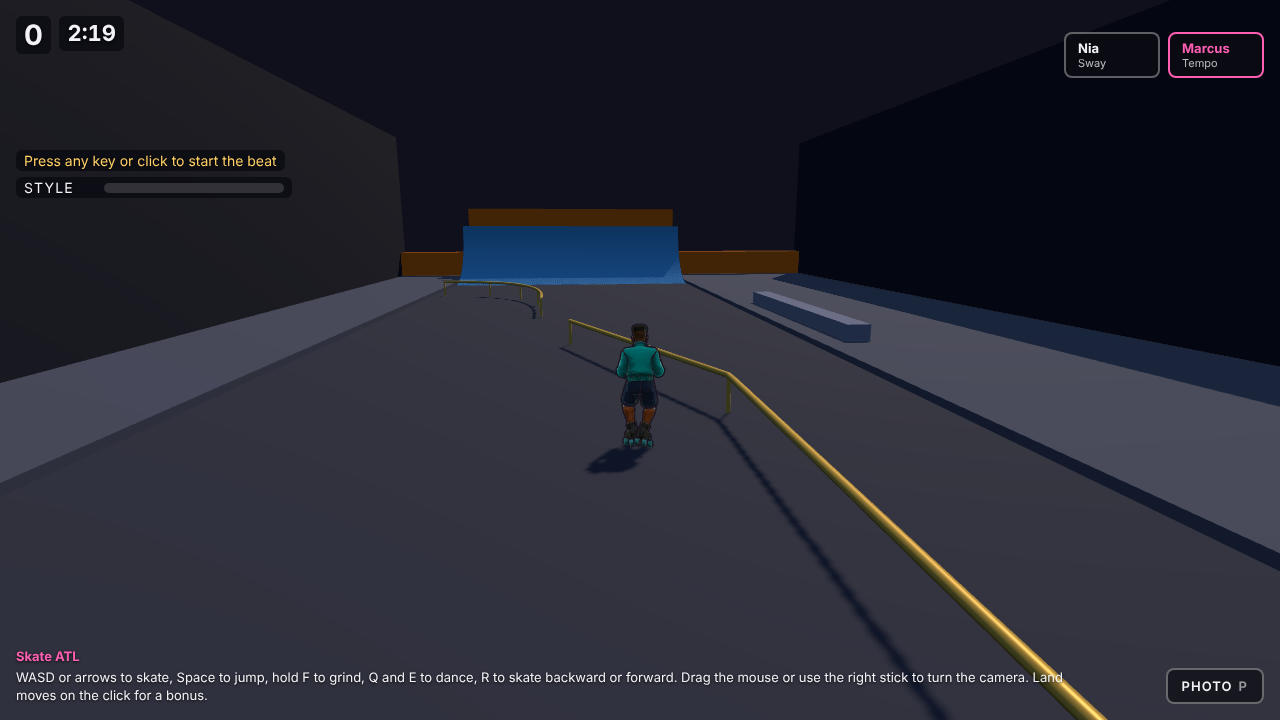 0
2:19
Nia
Sway
Marcus
Tempo
Press any key or click to start the beat
STYLE
Skate ATL
WASD or arrows to skate, Space to jump, hold F to grind, Q and E to dance, R to skate backward or forward. Drag the mouse or use the right stick to turn the camera. Land
moves on the click for a bonus.
PHOTO P